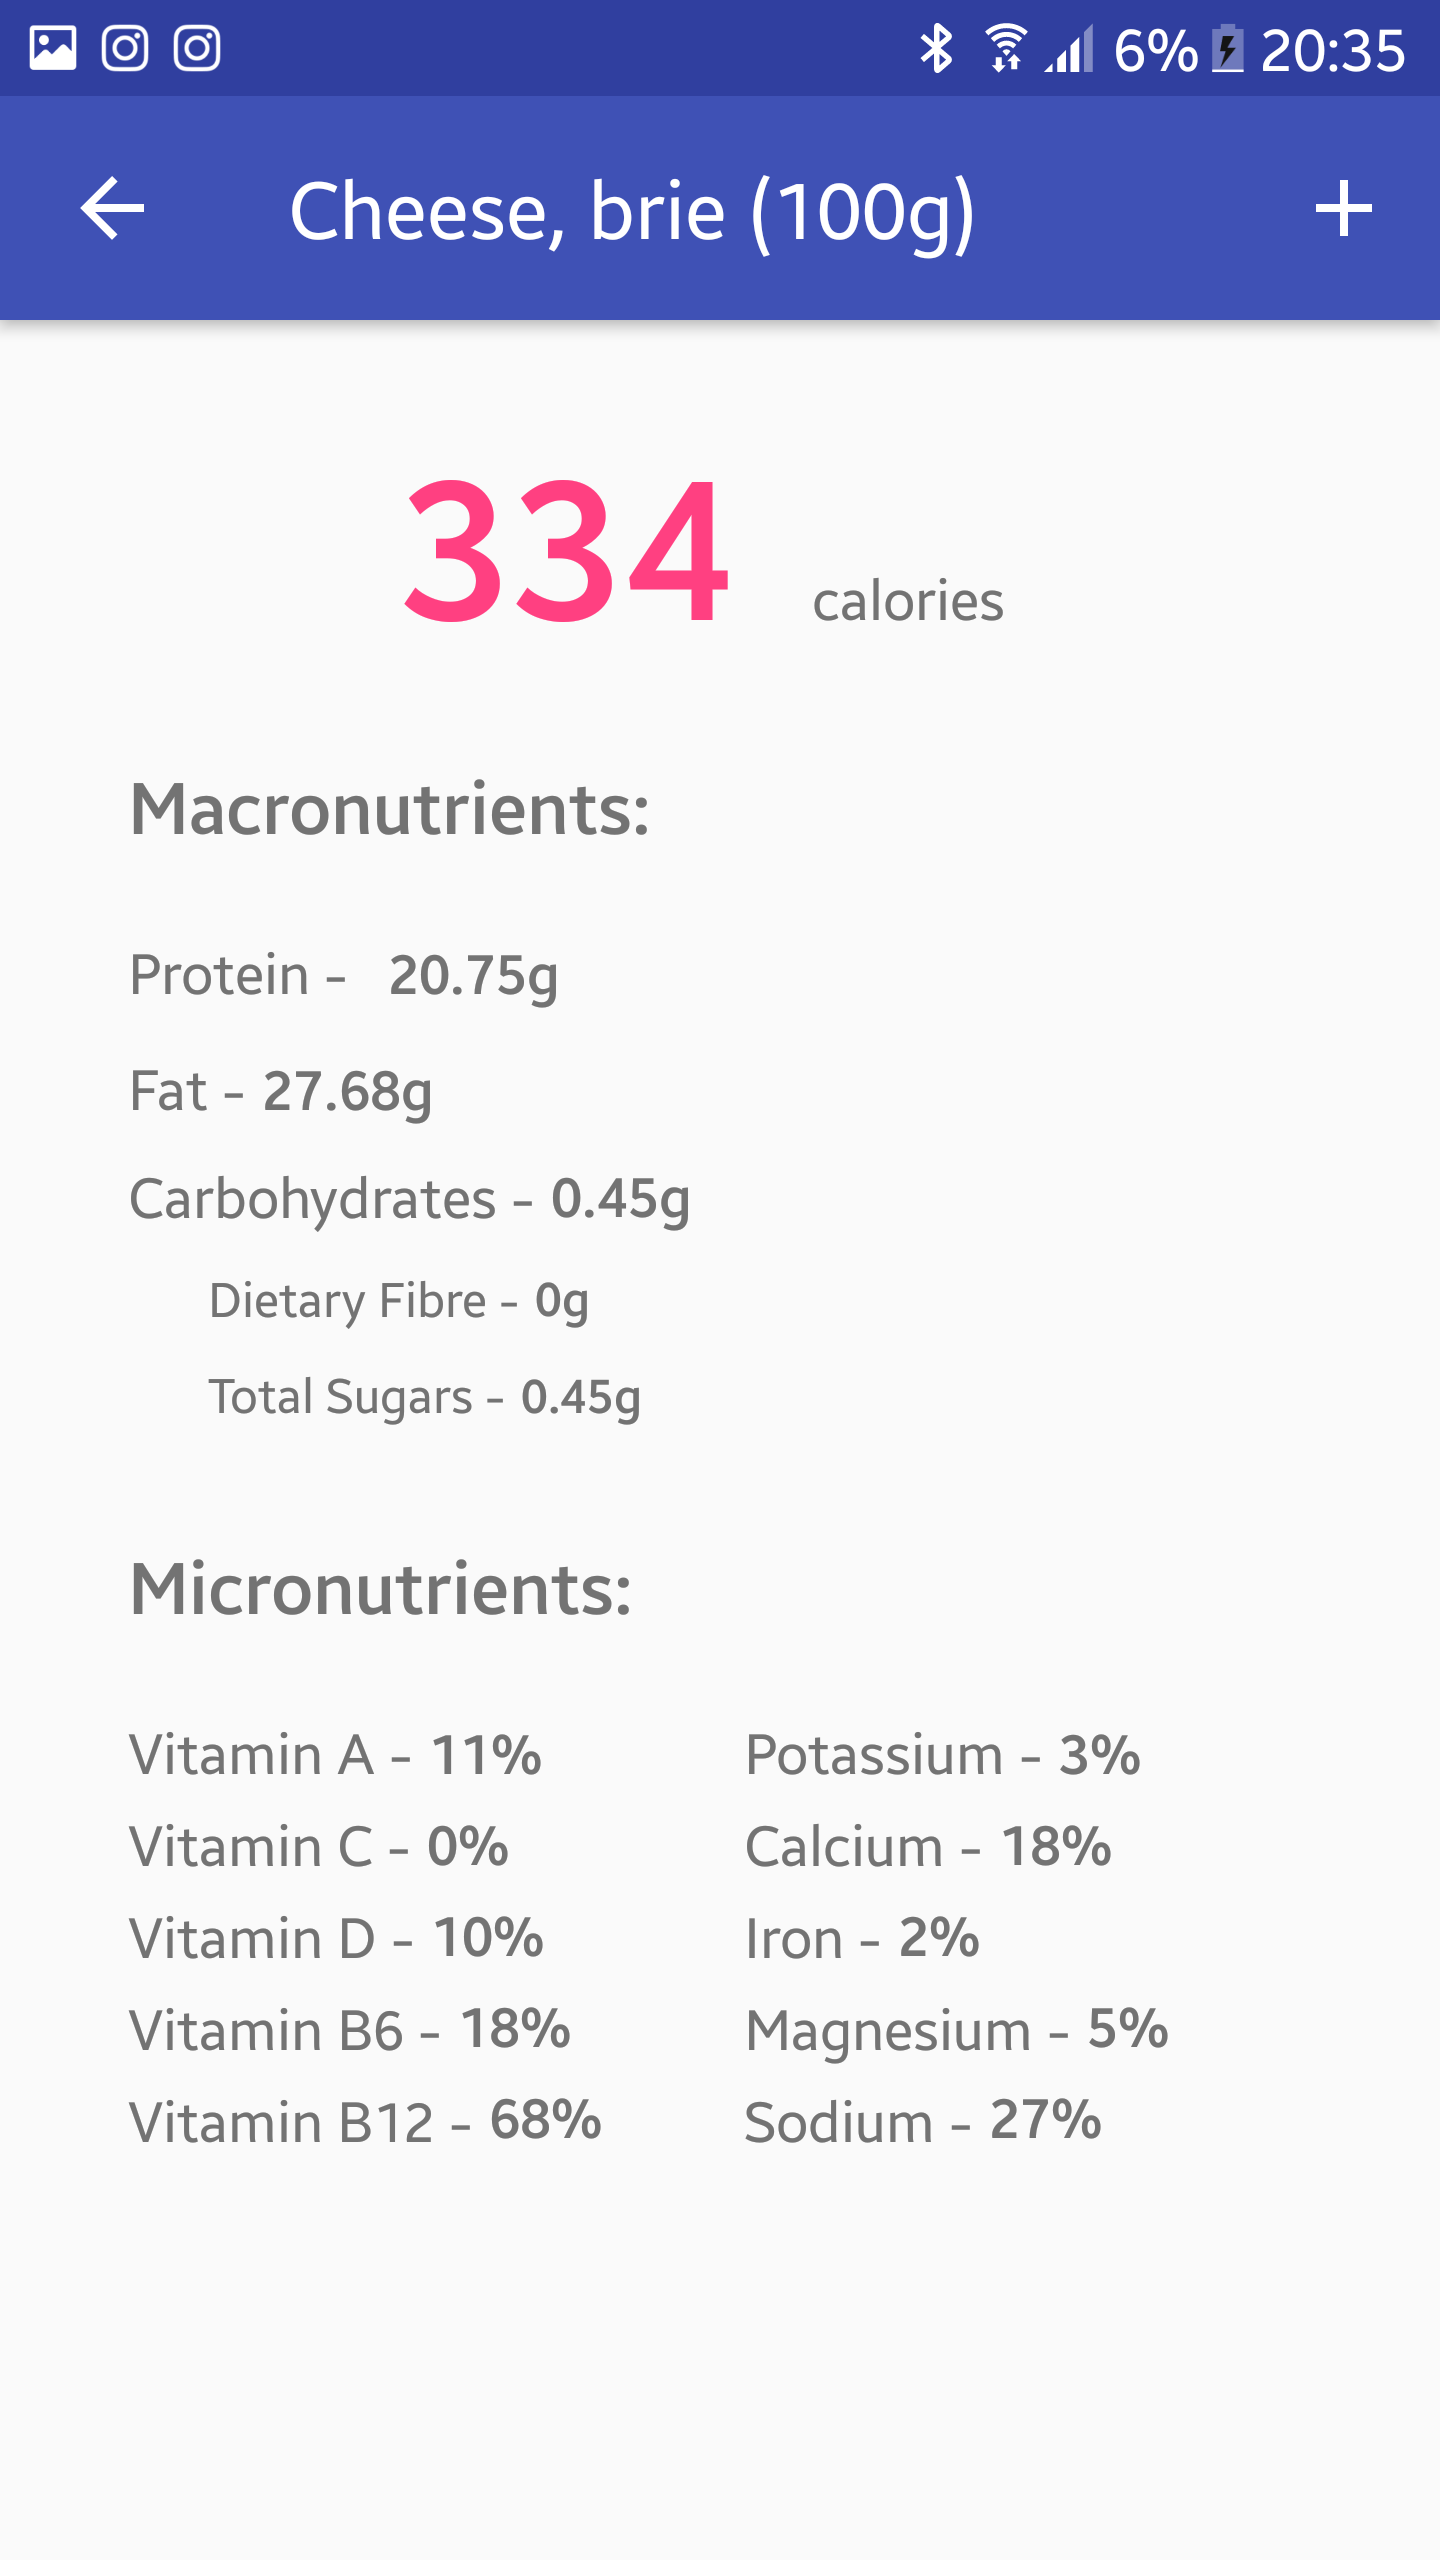 6% 20:35
Cheese, brie (100g)
334 calories
Macronutrients:
Protein - 20.75g
Fat - 27.68g
Carbohydrates - 0.45g
Dietary Fibre - 0g
Total Sugars - 0.45g
Micronutrients:
Vitamin A - 11%
Vitamin C - 0%
Vitamin D - 10%
Vitamin B6 - 18%
Vitamin B12 - 68%
Potassium - 3%
Calcium - 18%
Iron - 2%
Magnesium - 5%
Sodium - 27%